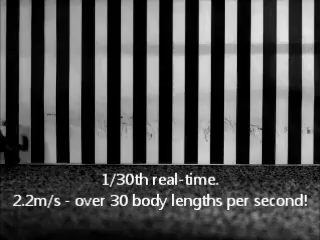 1/30th real-time.
2.2m/s - over 30 body lengths per second!